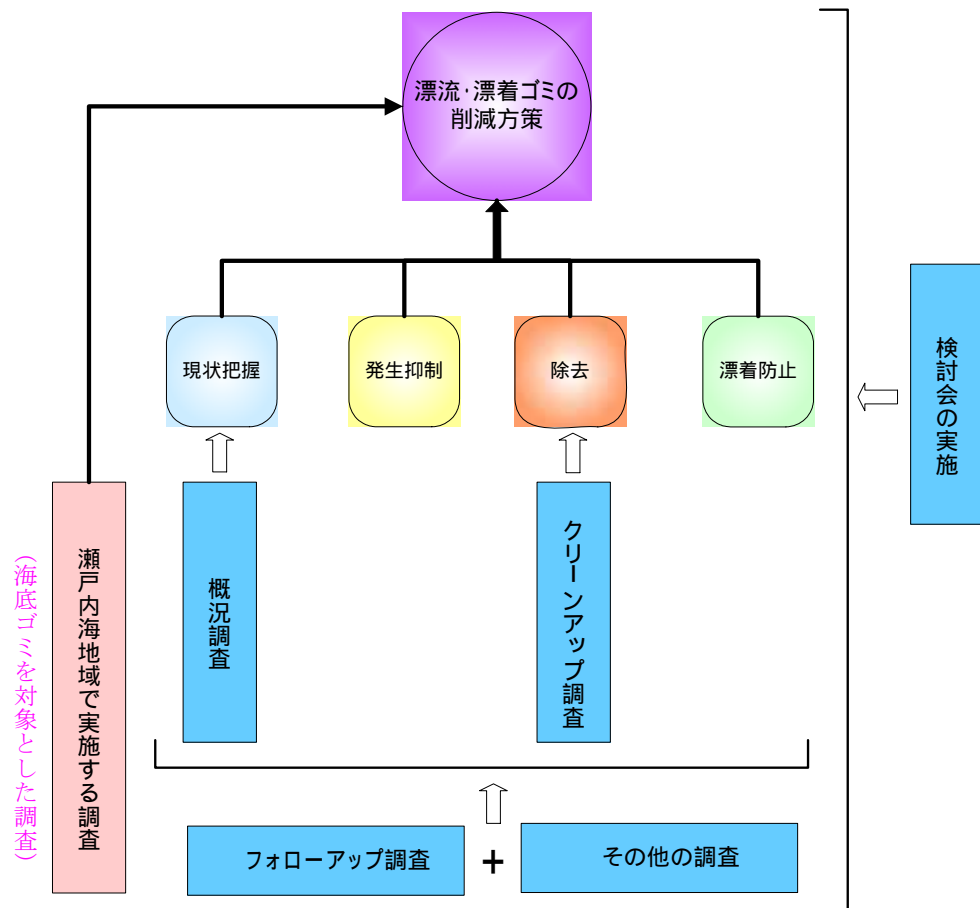 漂流・漂着ゴミの
削減方策
現状把握
発生抑制
除去
漂着防止
検討会の実施
瀬戸内海地域で実施する調査
(海底ゴミを対象とした調査)
概況調査
クリーンアップ調査
フォローアップ調査
+
その他の調査